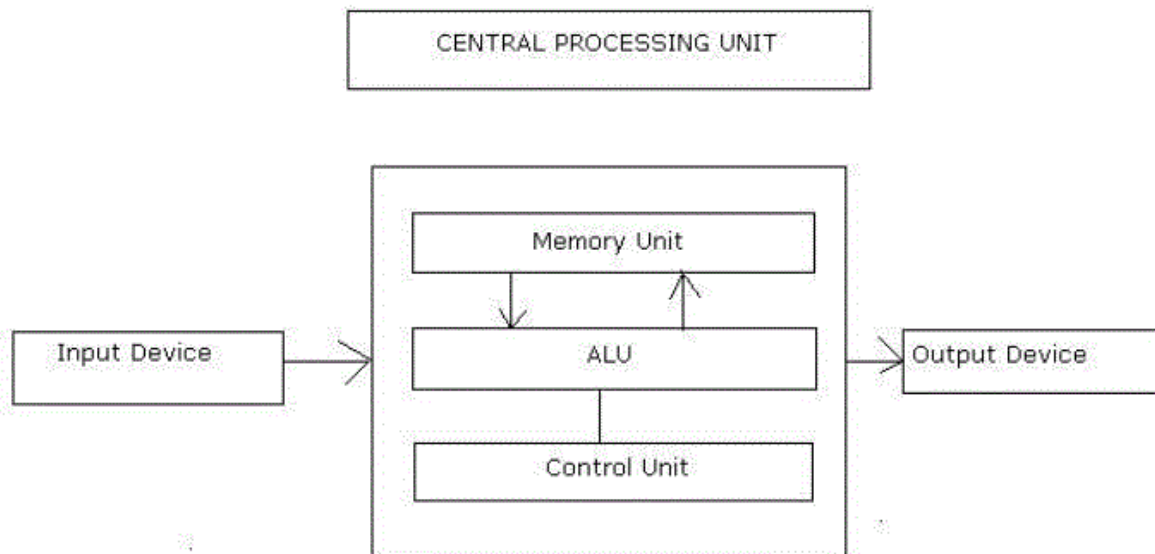 CENTRAL PROCESSING UNIT
Memory Unit
Input Device
ALU
Output Device
Control Unit